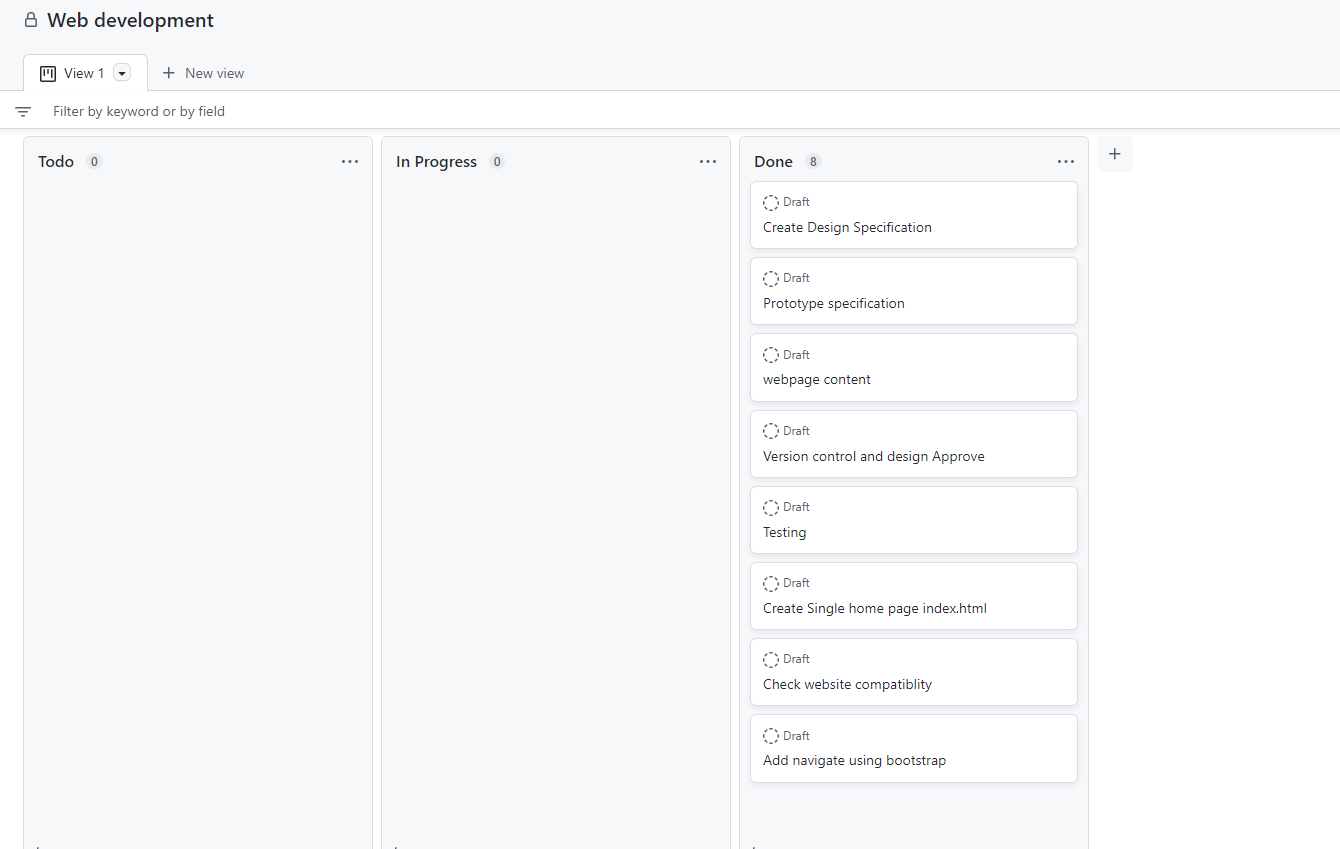 Web development
View 1
New view
Filter by keyword or by field
Todo 0
In Progress 0
Done 8
Draft
Create Design Specification
Draft
Prototype specification
Draft
webpage content
Draft
Version control and design Approve
Draft
Testing
Draft
Create Single home page index.html
Draft
Check website compatiblity
Draft
Add navigate using bootstrap